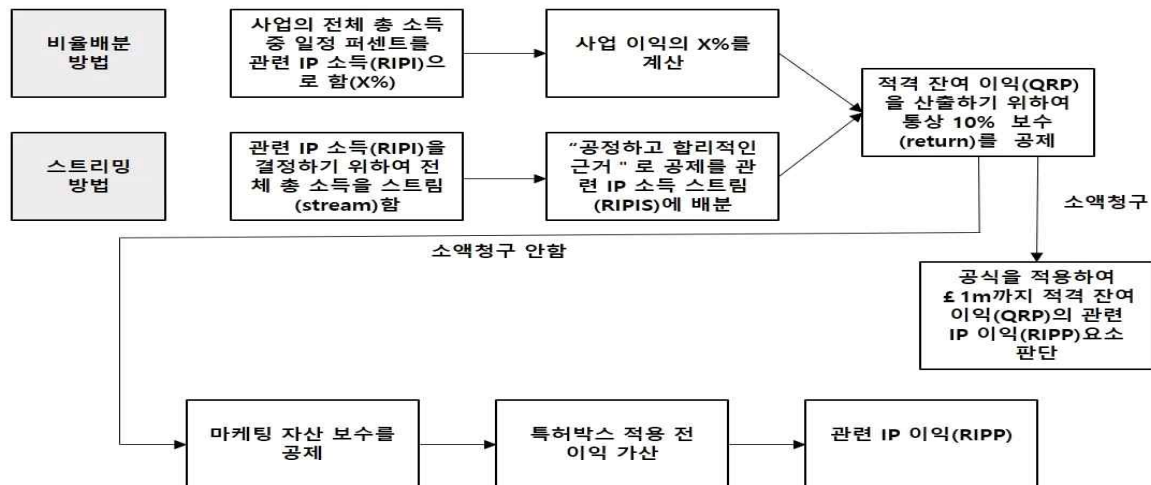 비율배분
방법
사업의 전체 총 소득
중 일정 퍼센트를
관련 IP 소득(RIPI)으
로 함(X%)
사업 이익의 X%를
계산
적격 잔여 이익(QRP)
을 산출하기 위하여
통상 10% 보수
(return)를 공제
스트리밍
방법
관련 IP 소득(RIPI)을
결정하기 위하여 전
체 총 소득을 스트림
(stream)함
“공정하고 합리적인
근거 " 로 공제를 관
련 IP 소득 스트림
(RIPIS)에 배분
소액청구
소액청구 안함
공식을 적용하여
£1m까지 적격 잔여
이익(QRP)의 관련
IP 이익(RIPP)요소
판단
마케팅 자산 보수를
공제
특허박스 적용 전
이익 가산
관련 IP 이익(RIPP)